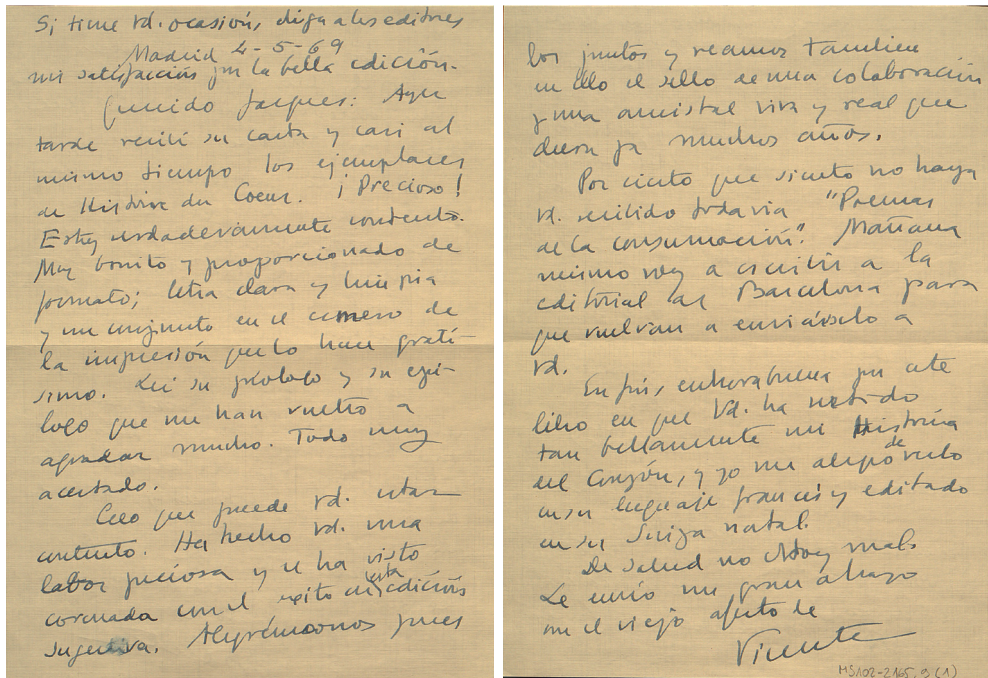 Si tiene Vd. ocasión, diga a los editores
Madrid 4-5-69
mi satisfacción por la bella edición.
Querido Jacques: Ayer
tarde recibí su carta y casi al
mismo tiempo los ejemplares
de Histoire du Coeur. ¡Precioso!
Estoy verdaderamente contento.
Muy bonito y proporcionado de
formato; letra clara y limpia
y un conjunto en el esmero de
la impresión que lo hace gratí-
simo. Leí su prólogo y su epí-
logo que me han vuelto a
agradar mucho. Todo muy
acertado.
Creo que puede Vd. estar
contento. Ha hecho Vd. una
labor preciosa y se ha visto
coronada con el éxito en esta edición
sugestiva. Alegrémonos pues
los juntos y veamos también
en ello el sello de una colaboración
y una amistad viva y real que
dura ya muchos años.
Por cierto que siento no haya
Vd. recibido todavía "Poemas
de la consumación". Mañana
mismo voy a escribir a la
editorial de Barcelona para
que vuelvan a enviárselo a
Vd.
En fin, enhorabuena por este
libro en que Vd. ha vertido
tan bellamente mi Historia
del Corazón, y yo me alegro de verlo
en su lenguaje francés y editado
en su Suiza natal.
De salud no estoy mal.
Le envío un gran abrazo
con el viejo afecto de
Vicente
MS102-2165.9(1)